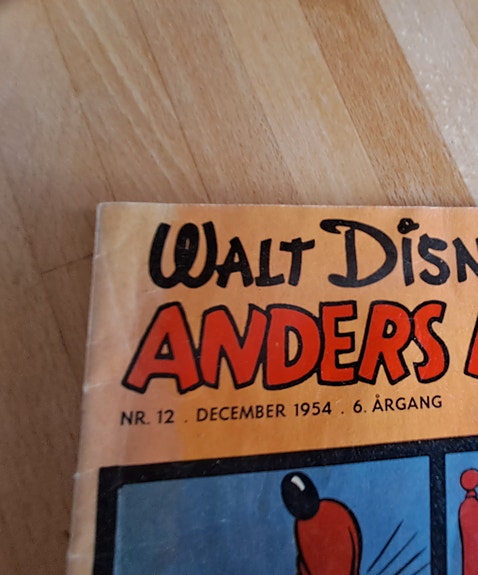 WALT DISN
ANDERS
NR. 12 . DECEMBER 1954 . 6. ÅRGANG